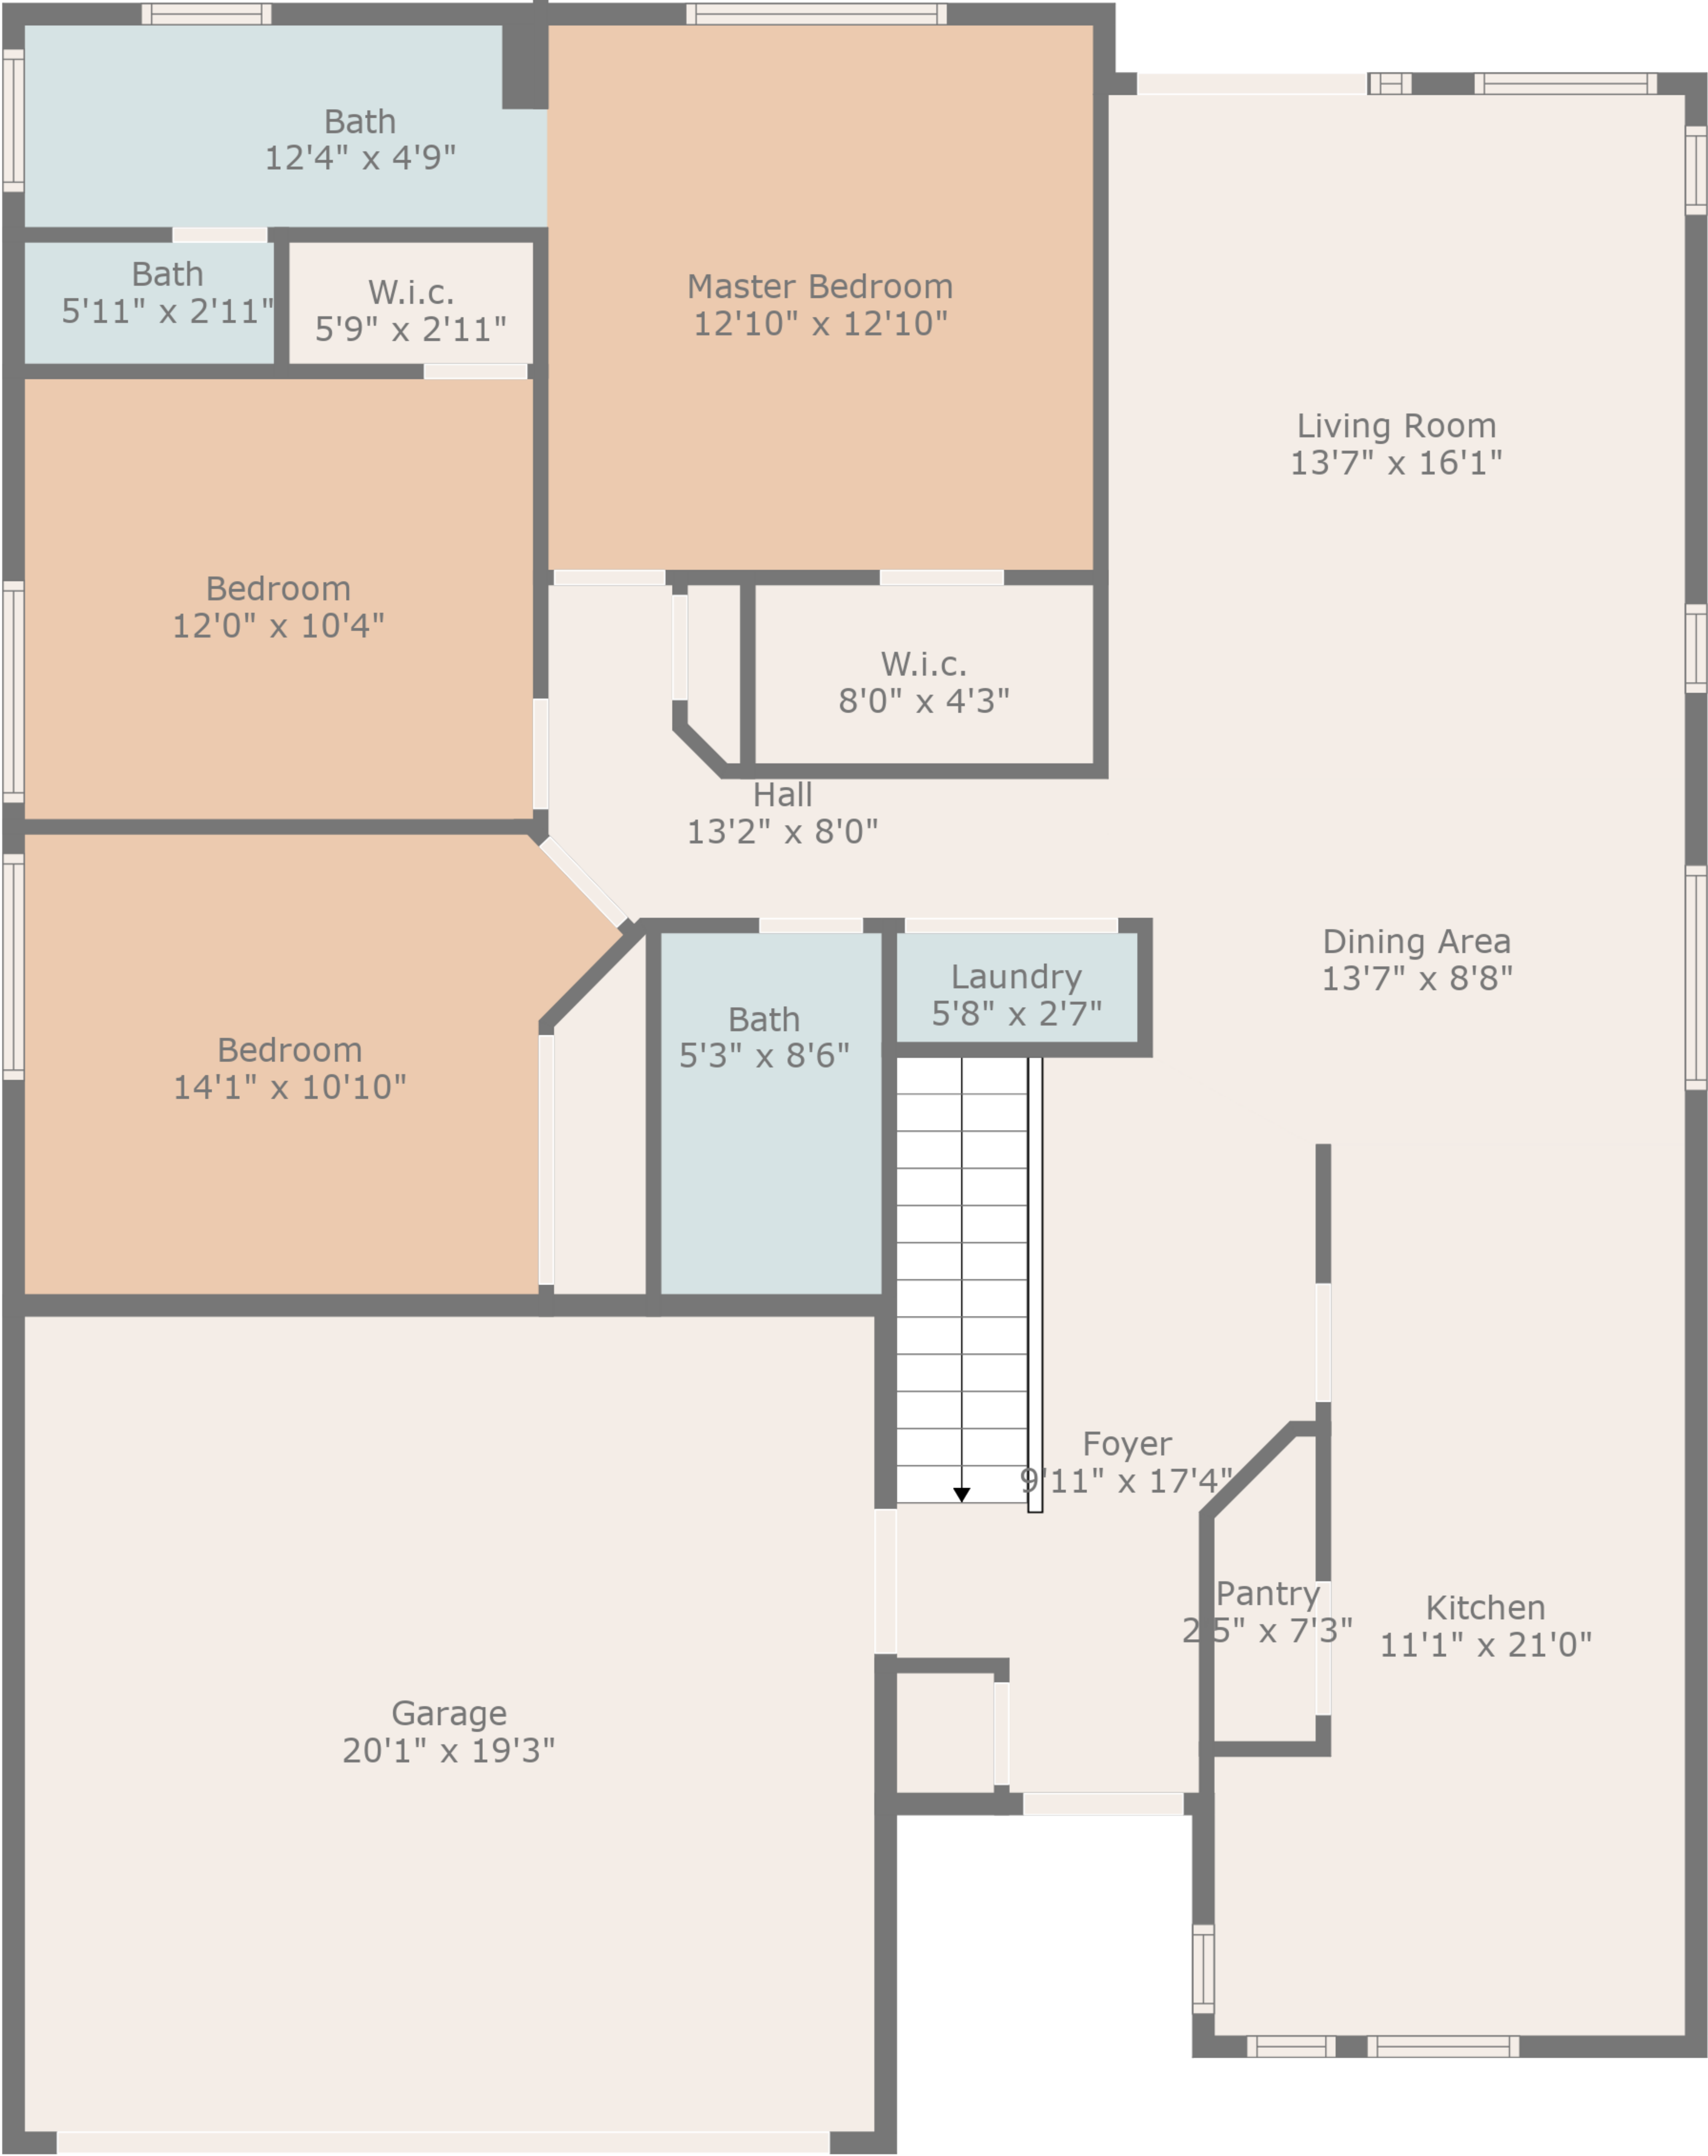 Bath
12'4" x 4'9"
Bath
5'11" x 2'11"
W.i.c.
5'9" x 2'11"
Master Bedroom
12'10" x 12'10"
Living Room
13'7" x 16'1"
Bedroom
12'0" x 10'4"
W.i.c.
8'0" x 4'3"
Hall
13'2" x 8'0"
Dining Area
13'7" x 8'8"
Laundry
5'8" x 2'7"
Bath
5'3" x 8'6"
Bedroom
14'1" x 10'10"
Foyer
9'11" x 17'4"
Pantry
2'5" x 7'3"
Kitchen
11'1" x 21'0"
Garage
20'1" x 19'3"